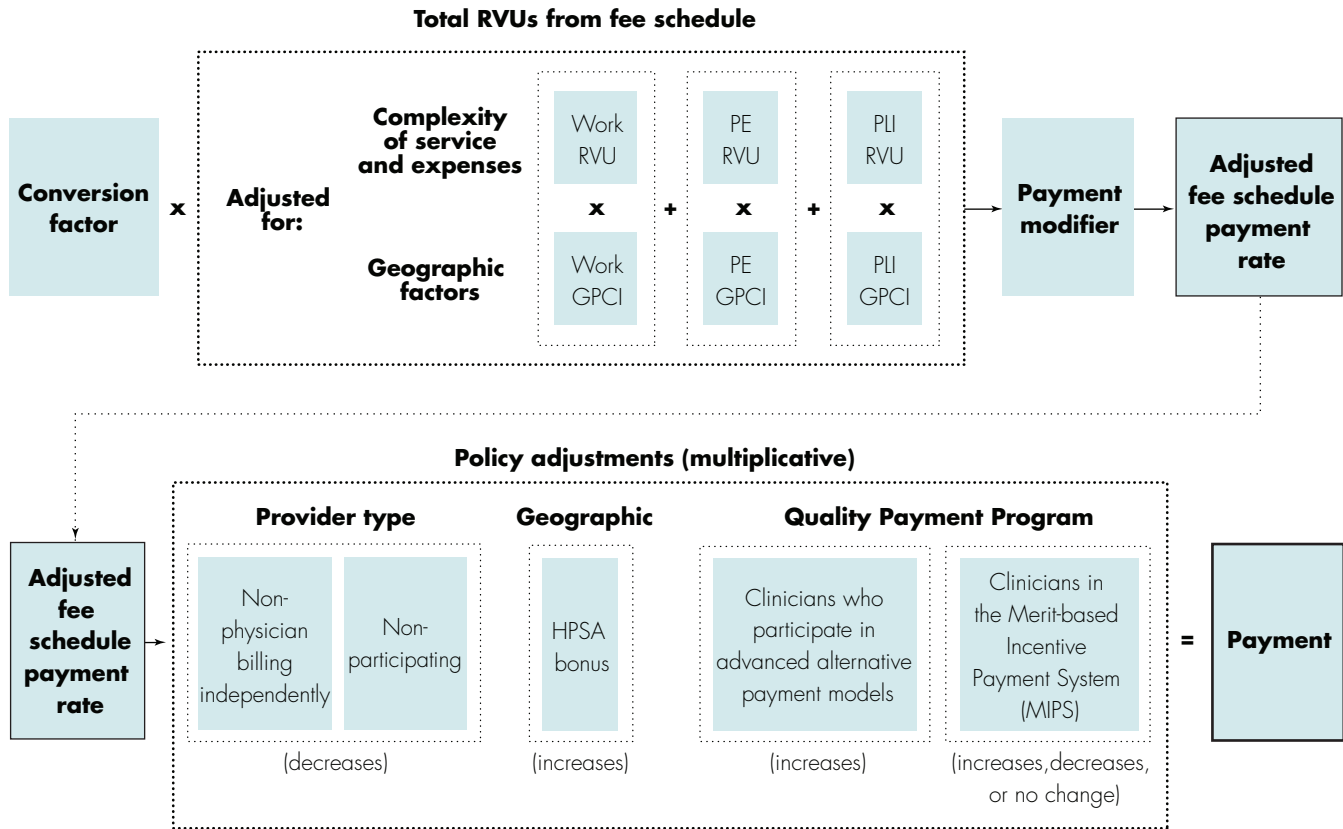 Total RVUs from fee schedule
Conversion
factor
x
Adjusted
for:
Complexity
of service
and expenses
Geographic
factors
Work
RVU
x
Work
GPCI
+
PE
RVU
x
PE
GPCI
+
PLI
RVU
x
PLI
GPCI
Payment
modifier
Adjusted
fee schedule
payment
rate
Policy adjustments (multiplicative)
Adjusted
fee
schedule
payment
rate
Provider type
Non-
physician
billing
independently
Non-
participating
(decreases)
Geographic
HPSA
bonus
(increases)
Quality Payment Program
Clinicians who
participate in
advanced alternative
payment models
(increases)
Clinicians in
the Merit-based
Incentive
Payment System
(MIPS)
(increases,decreases,
or no change)
=
Payment